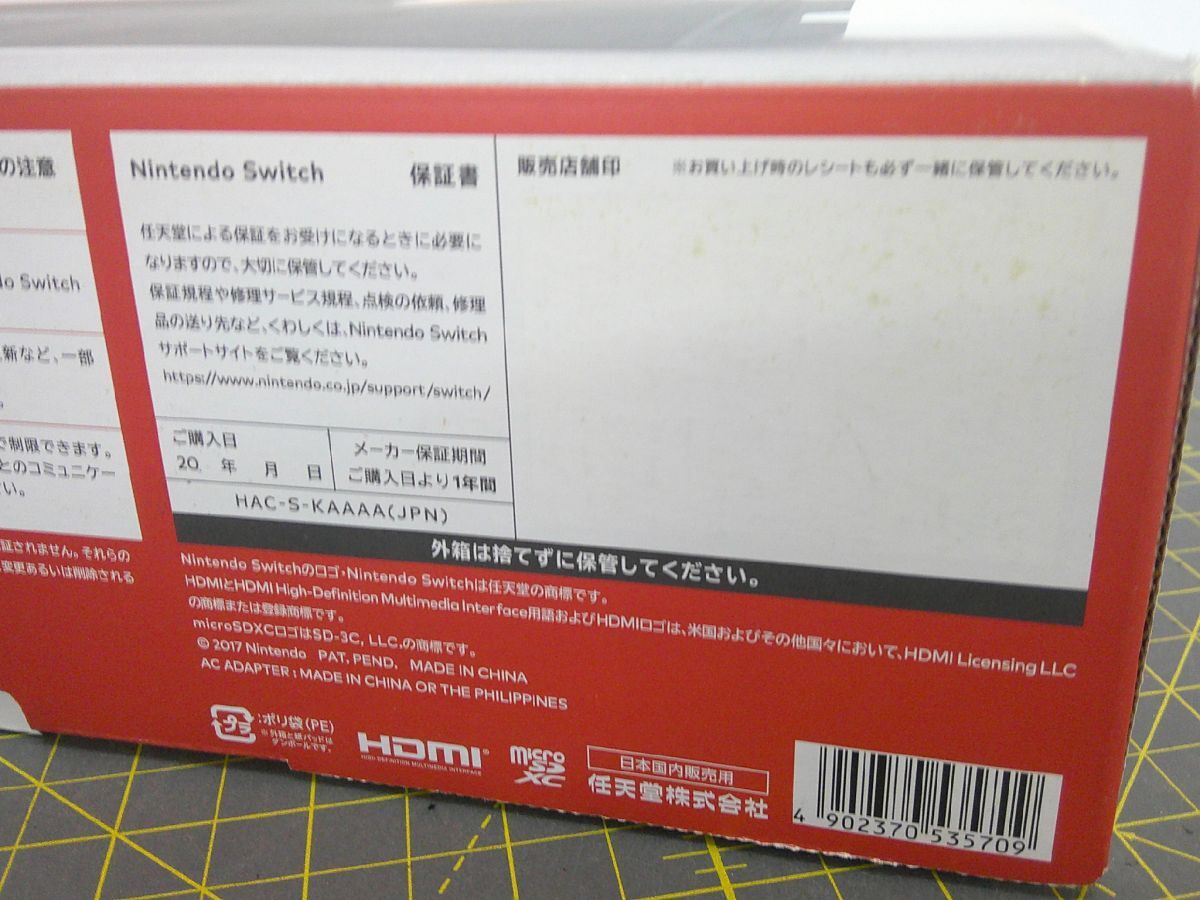 の注意
do Switch
新など、一部
で制限できます。
とのコミュニケー
い。
証されません。それらの
変更あるいは削除される
Nintendo Switch 保証書
任天堂による保証をお受けになるときに必要に
なりますので、大切に保管してください。
保証規程や修理サービス規程、点検の依頼、修理
品の送り先など、くわしくは、Nintendo Switch
サポートサイトをご覧ください。
https://www.nintendo.co.jp/support/switch/
ご購入日
20 年 月 日
メーカー保証期間
ご購入日より1年間
HAC-S-KAAAA(JPN)
販売店舗印 ※お買い上げ時のレシートも必ず一緒に保管してください。
外箱は捨てずに保管してください。
Nintendo Switchのロゴ・Nintendo Switchは任天堂の商標です。
HDMIとHDMI High-Definition Multimedia Interface用語およびHDMIロゴは、米国およびその他国々において、HDMI Licensing LLC
の商標または登録商標です。
microSDXCロゴはSD-3C, LLC.の商標です。
© 2017 Nintendo PAT. PEND. MADE IN CHINA
AC ADAPTER : MADE IN CHINA OR THE PHILIPPINES
プラ :ポリ袋(PE)
※外箱と紙パッドは
ダンボールです。
HDMI
HIGH-DEFINITION MULTIMEDIA INTERFACE
micro
SD
XC
日本国内販売用
任天堂株式会社
4 902370 535709